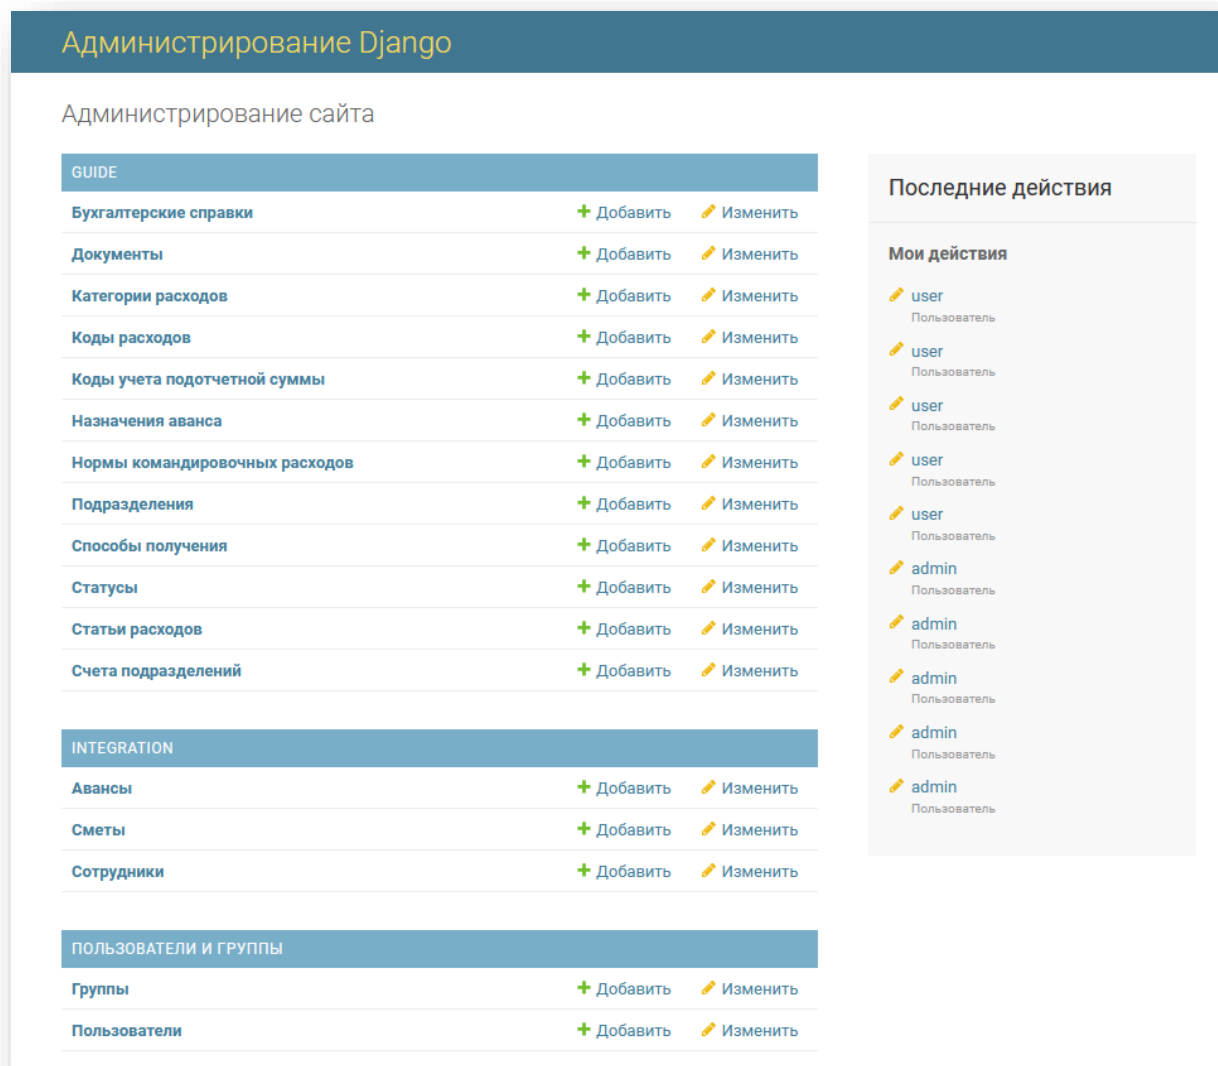 Администрирование Django
Администрирование сайта
GUIDE
Бухгалтерские справки Добавить Изменить
Документы Добавить Изменить
Категории расходов Добавить Изменить
Коды расходов Добавить Изменить
Коды учета подотчетной суммы Добавить Изменить
Назначения аванса Добавить Изменить
Нормы командировочных расходов Добавить Изменить
Подразделения Добавить Изменить
Способы получения Добавить Изменить
Статусы Добавить Изменить
Статьи расходов Добавить Изменить
Счета подразделений Добавить Изменить
INTEGRATION
Авансы Добавить Изменить
Сметы Добавить Изменить
Сотрудники Добавить Изменить
ПОЛЬЗОВАТЕЛИ И ГРУППЫ
Группы Добавить Изменить
Пользователи Добавить Изменить
Последние действия
Мои действия
user
Пользователь
user
Пользователь
user
Пользователь
user
Пользователь
user
Пользователь
admin
Пользователь
admin
Пользователь
admin
Пользователь
admin
Пользователь
admin
Пользователь